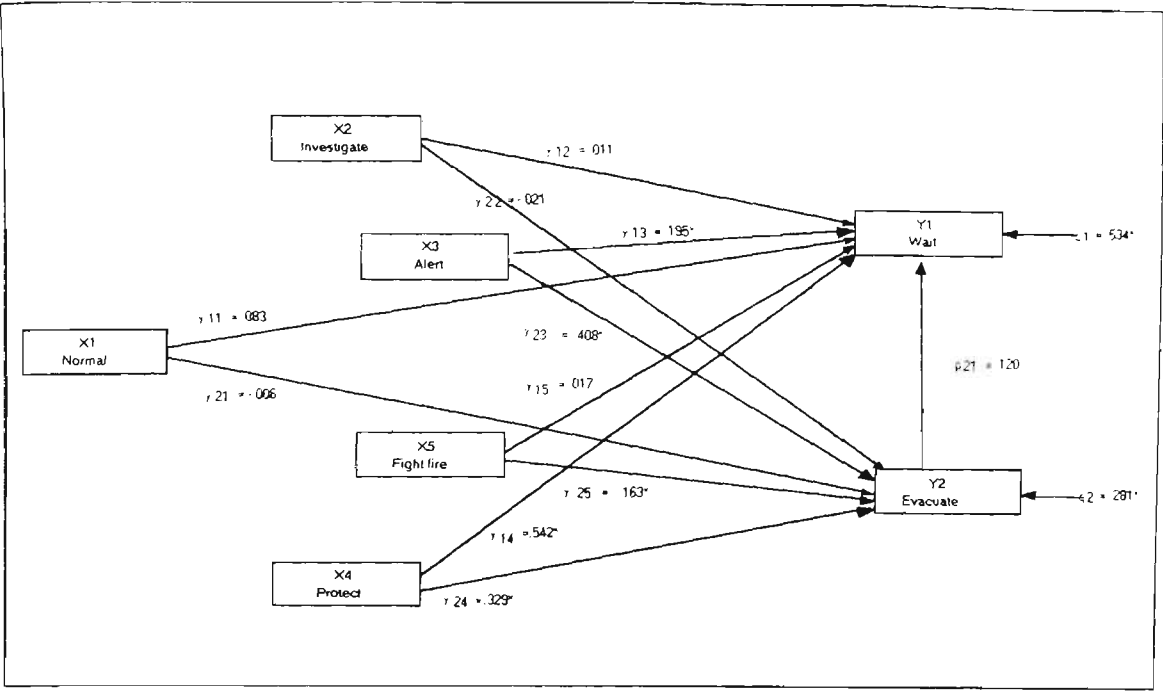 X2
Investigate
γ 12 = 011
γ 22 = -.021
Y1
Wait
γ 13 = .195*
X3
Alert
1 = 534*
γ 11 = 083
X1
Normal
γ 23 408*
β21 = 120
γ 15 = 017
γ 21 = -.006
X5
Fight fire
Y2
Evacuate
γ 25 = .163*
2 = 281*
γ 14 = .542*
X4
Protect
γ 24 = .329*